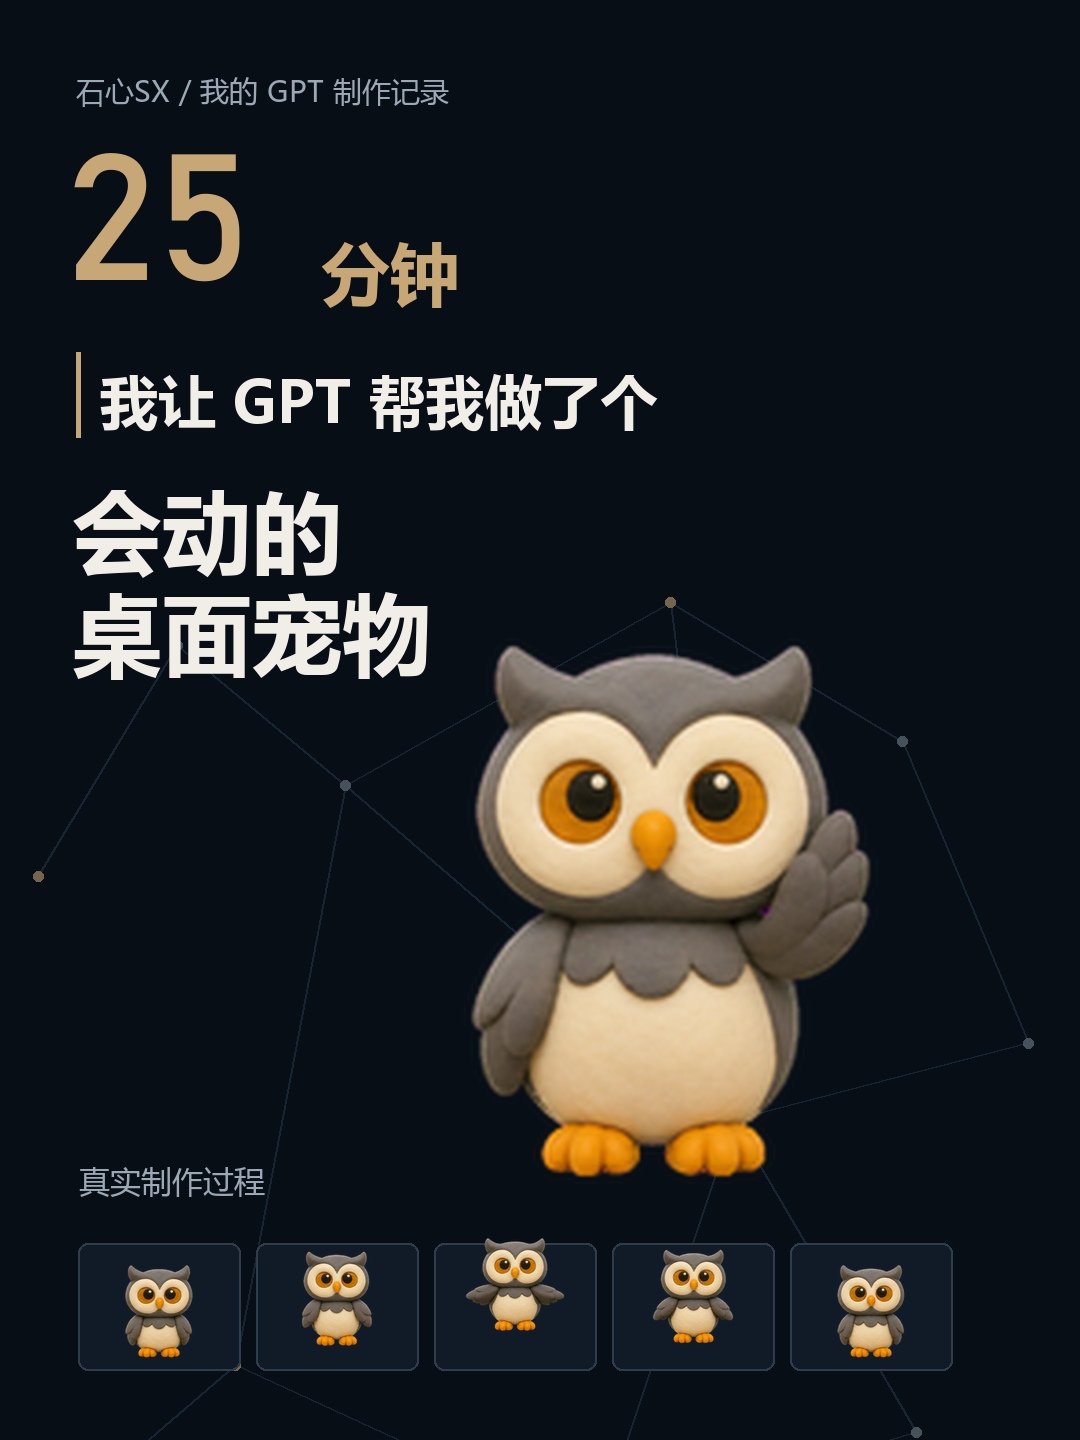 石心SX / 我的 GPT 制作记录
25 分钟
我让 GPT 帮我做了个
会动的
桌面宠物
真实制作过程